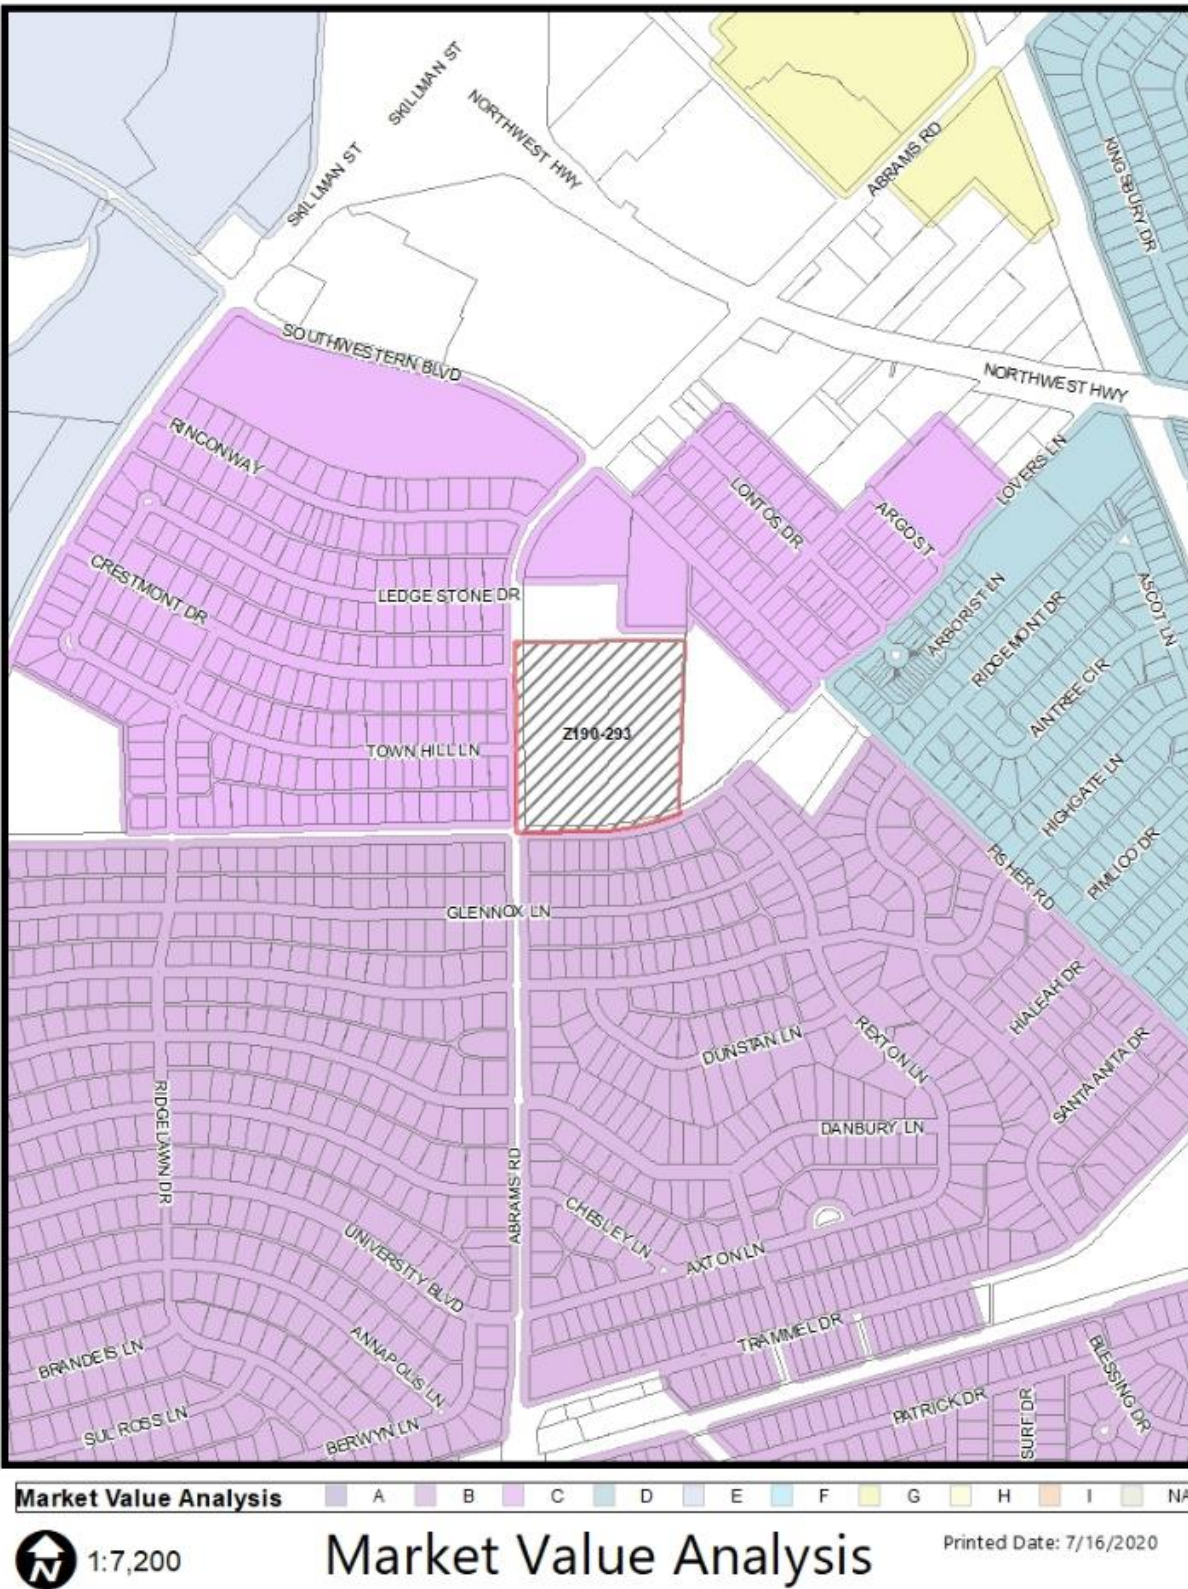 SKILLMAN ST
NORTHWEST HWY
SKILLMAN ST
ABRAMS RD
KINGSBURY DR
SOUTHWESTERN BLVD
NORTHWEST HWY
RINCONWAY
LOVERS LN
LONTOS DR
ARGOST
CRESTMONT DR
LEDGESTONE DR
ARBORIST LN
RIDGEMONT DR
ASCOT LN
AINTREE CIR
Z190-293
TOWN HILL LN
HIGHGATE LN
PIMLICO DR
FISHER RD
GLENNOX LN
HIALEAH DR
DUNSTAN LN
REXTON LN
SANTA ANITA DR
RIDGELAWN DR
DANBURY LN
ABRAMS RD
CHESLEY LN
UNIVERSITY BLVD
AXTON LN
TRAMMEL DR
BRANDEIS LN
ANNAPOLIS LN
BLESSING DR
PATRICK DR
SURF DR
SUL ROSS LN
BERWYN LN
Market Value Analysis A B C D E F G H I NA
N 1:7,200
Market Value Analysis
Printed Date: 7/16/2020